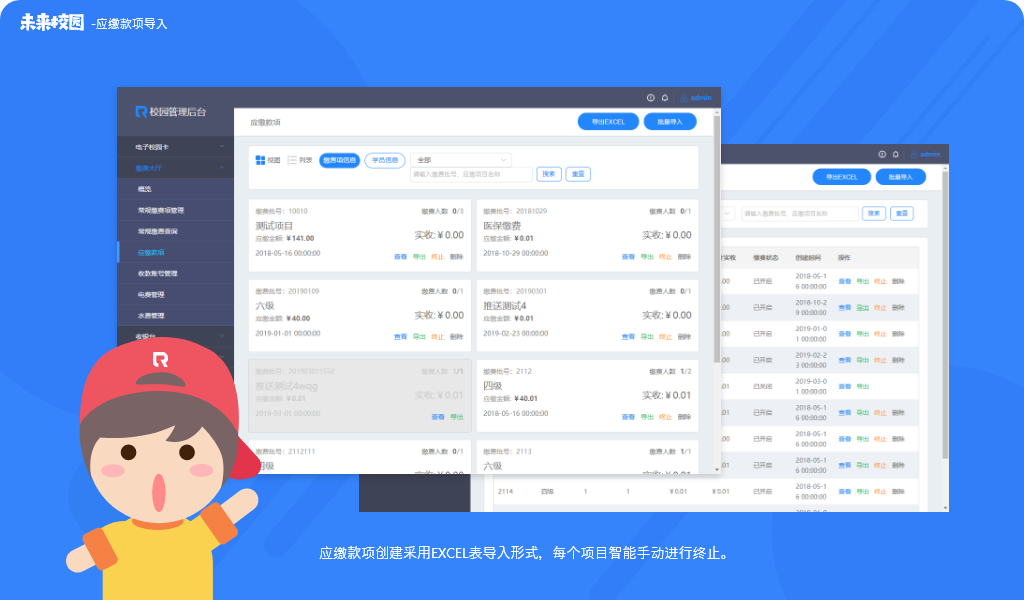 未来校园 -应缴款项导入
校园管理后台
admin
电子校园卡
缴费大厅
概览
常规缴费项管理
常规缴费查询
应缴款项
收款账号管理
电费管理
水费管理
应缴款项
导出EXCEL 批量导入
视图 列表 缴费项信息 学员信息 全部
请输入缴费批号、应缴项目名称 搜索 重置
缴费批号: 10010 缴费人数 0/3
测试项目
应缴金额: ¥141.00 实收: ¥0.00
2018-05-16 00:00:00 查看 导出 终止 删除
缴费批号: 20181029 缴费人数 0/1
医保缴费
应缴金额: ¥0.01 实收: ¥0.00
2018-10-29 00:00:00 查看 导出 终止 删除
缴费批号: 20190109 缴费人数 0/1
六级
应缴金额: ¥40.00 实收: ¥0.00
2019-01-01 00:00:00 查看 导出 终止 删除
缴费批号: 20190301 缴费人数 0/1
推送测试4
应缴金额: ¥0.01 实收: ¥0.00
2019-02-23 00:00:00 查看 导出 终止 删除
缴费人数 1/1
推送测试4wqg
应缴金额: ¥0.01 实收: ¥0.01
2019-03-01 00:00:00 查看 导出
缴费批号: 2112 缴费人数 1/2
四级
应缴金额: ¥40.01 实收: ¥0.01
2018-05-16 00:00:00 查看 导出 终止 删除
缴费批号: 2112111 缴费人数 0/1
四级
缴费批号: 2113 缴费人数 1/1
六级
admin
导出EXCEL 批量导入
请输入缴费批号、应缴项目名称 搜索 重置
实收 缴费状态 创建时间 操作
.00 已开启 2018-05-16 00:00:00 查看 导出 终止 删除
.00 已开启 2018-10-29 00:00:00 查看 导出 终止 删除
.00 已开启 2019-01-01 00:00:00 查看 导出 终止 删除
.00 已开启 2019-02-23 00:00:00 查看 导出 终止 删除
.01 已关闭 2019-03-01 00:00:00 查看 导出
.01 已开启 2018-05-16 00:00:00 查看 导出 终止 删除
.00 已开启 2018-05-16 00:00:00 查看 导出 终止 删除
.01 已开启 2018-05-16 00:00:00 查看 导出 终止 删除
2114 四级 1 1 ¥0.01 ¥0.01 已开启 2018-05-16 00:00:00 查看 导出 终止 删除
应缴款项创建采用EXCEL表导入形式，每个项目智能手动进行终止。